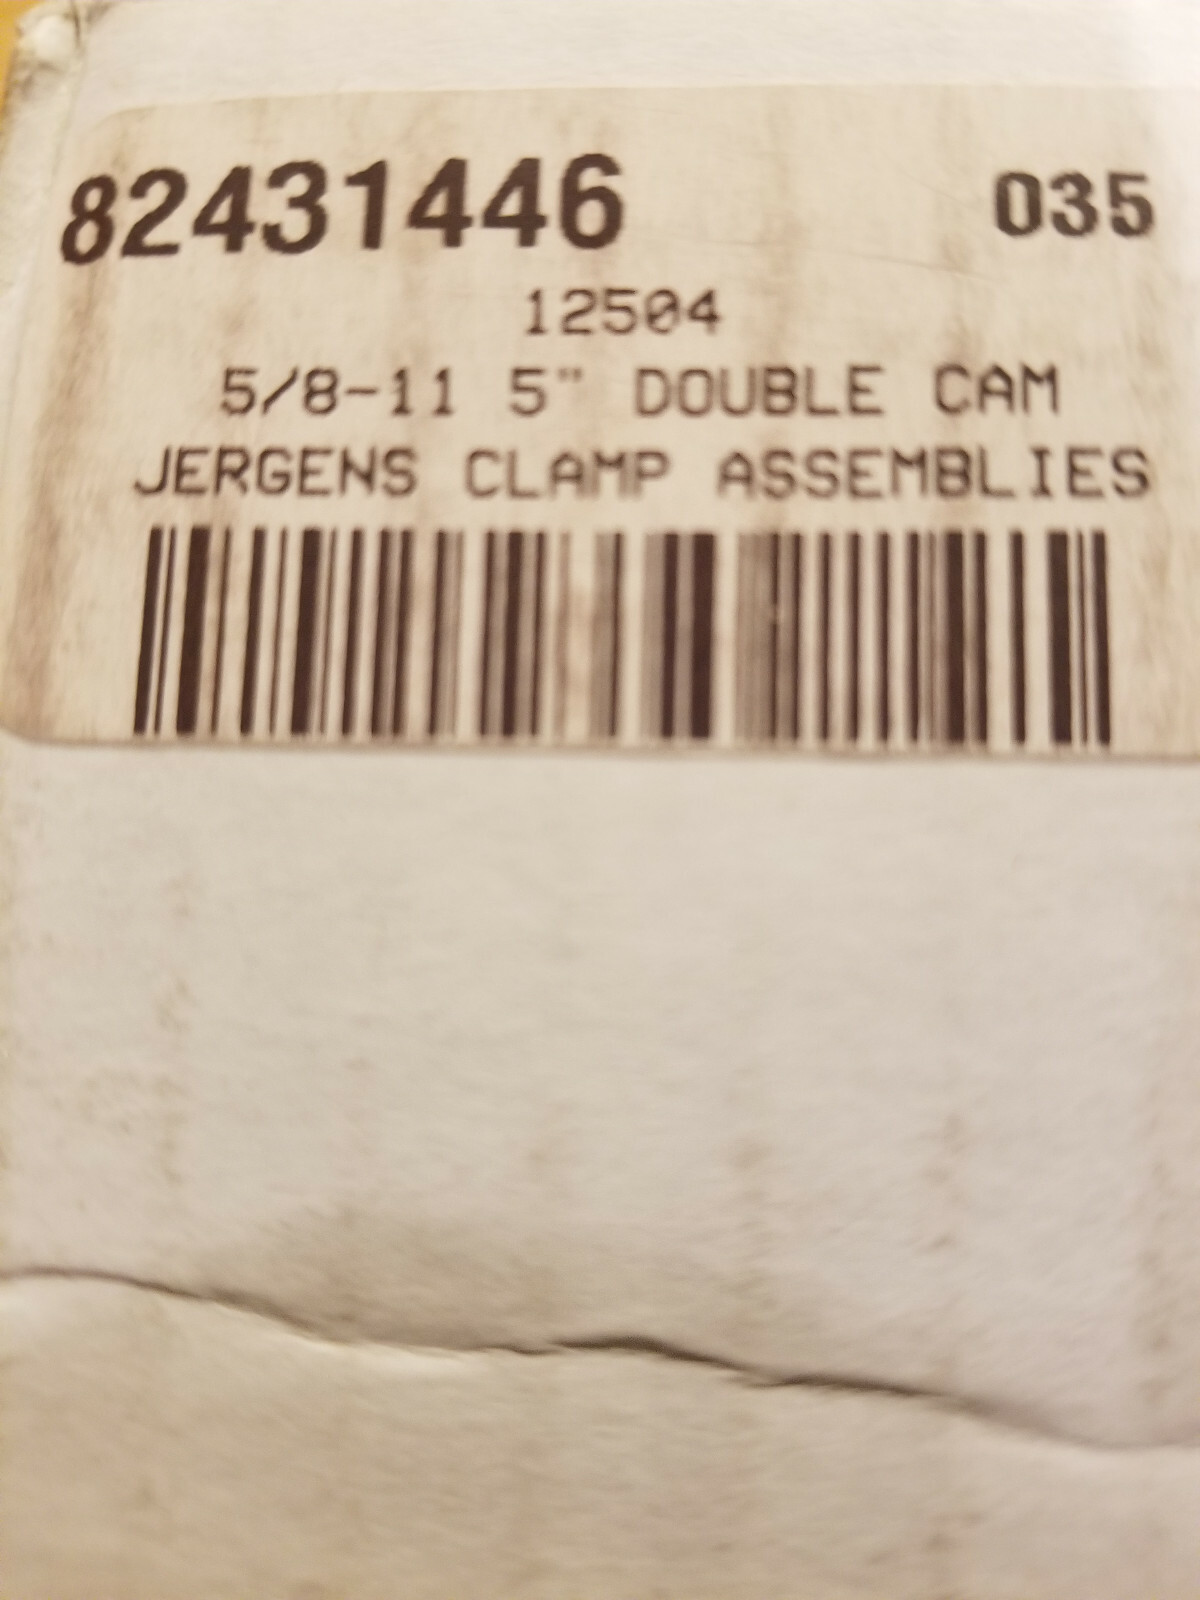 82431446 035
12504
5/8-11 5" DOUBLE CAM
JERGENS CLAMP ASSEMBLIES